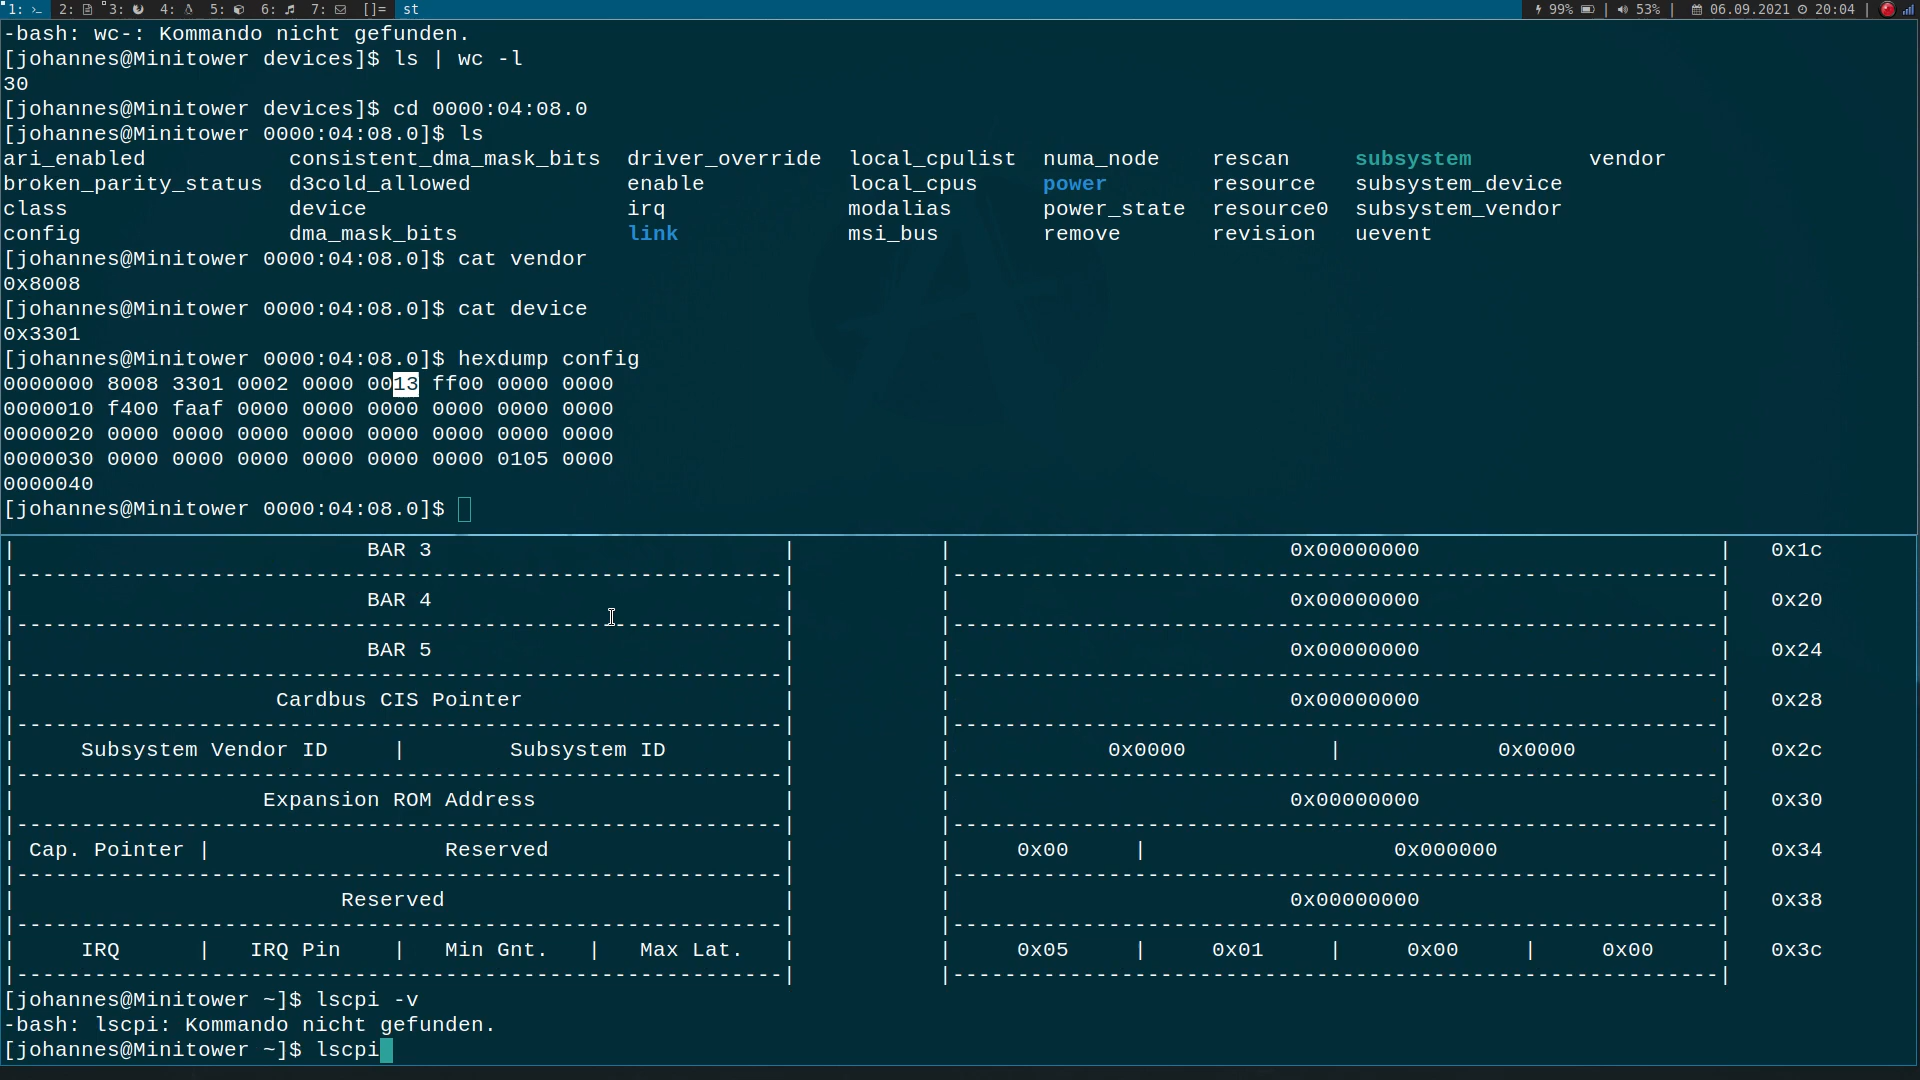 1: 2: 3: 4: 5: 6: 7: []= st 99% | 53% | 06.09.2021 20:04 |
-bash: wc-: Kommando nicht gefunden.
[johannes@Minitower devices]$ ls | wc -l
30
[johannes@Minitower devices]$ cd 0000:04:08.0
[johannes@Minitower 0000:04:08.0]$ ls
ari_enabled consistent_dma_mask_bits driver_override local_cpulist numa_node rescan subsystem vendor
broken_parity_status d3cold_allowed enable local_cpus power resource subsystem_device
class device irq modalias power_state resource0 subsystem_vendor
config dma_mask_bits link msi_bus remove revision uevent
[johannes@Minitower 0000:04:08.0]$ cat vendor
0x8008
[johannes@Minitower 0000:04:08.0]$ cat device
0x3301
[johannes@Minitower 0000:04:08.0]$ hexdump config
0000000 8008 3301 0002 0000 0013 ff00 0000 0000
0000010 f400 faaf 0000 0000 0000 0000 0000 0000
0000020 0000 0000 0000 0000 0000 0000 0000 0000
0000030 0000 0000 0000 0000 0000 0000 0105 0000
0000040
[johannes@Minitower 0000:04:08.0]$
| BAR 3 | | 0x00000000 | 0x1c
|-----------------------------------------------------------| |-----------------------------------------------------------|
| BAR 4 | | 0x00000000 | 0x20
|-----------------------------------------------------------| |-----------------------------------------------------------|
| BAR 5 | | 0x00000000 | 0x24
|-----------------------------------------------------------| |-----------------------------------------------------------|
| Cardbus CIS Pointer | | 0x00000000 | 0x28
|-----------------------------------------------------------| |-----------------------------------------------------------|
| Subsystem Vendor ID | Subsystem ID | | 0x0000 | 0x0000 | 0x2c
|-----------------------------------------------------------| |-----------------------------------------------------------|
| Expansion ROM Address | | 0x00000000 | 0x30
|-----------------------------------------------------------| |-----------------------------------------------------------|
| Cap. Pointer | Reserved | | 0x00 | 0x000000 | 0x34
|-----------------------------------------------------------| |-----------------------------------------------------------|
| Reserved | | 0x00000000 | 0x38
|-----------------------------------------------------------| |-----------------------------------------------------------|
| IRQ | IRQ Pin | Min Gnt. | Max Lat. | | 0x05 | 0x01 | 0x00 | 0x00 | 0x3c
|-----------------------------------------------------------| |-----------------------------------------------------------|
[johannes@Minitower ~]$ lscpi -v
-bash: lscpi: Kommando nicht gefunden.
[johannes@Minitower ~]$ lscpi